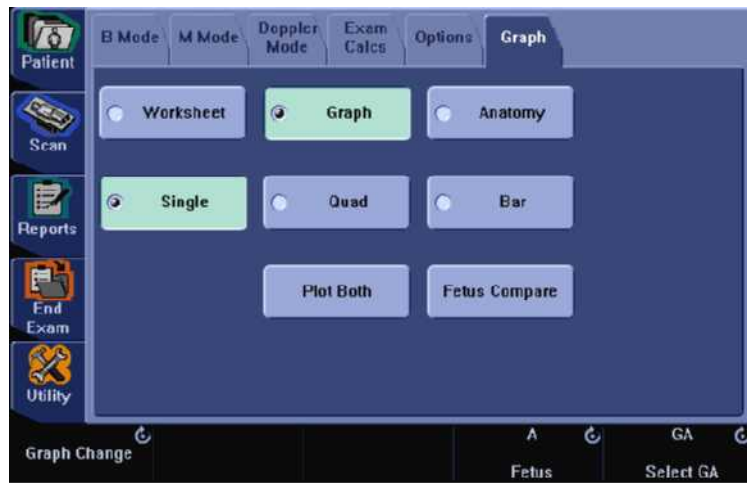 Patient
B Mode
M Mode
Doppler
Mode
Exam
Calcs
Options
Graph
Worksheet
Graph
Anatomy
Scan
Single
Quad
Bar
Reports
Plot Both
Fetus Compare
End
Exam
Utility
Graph Change
A
Fetus
GA
Select GA